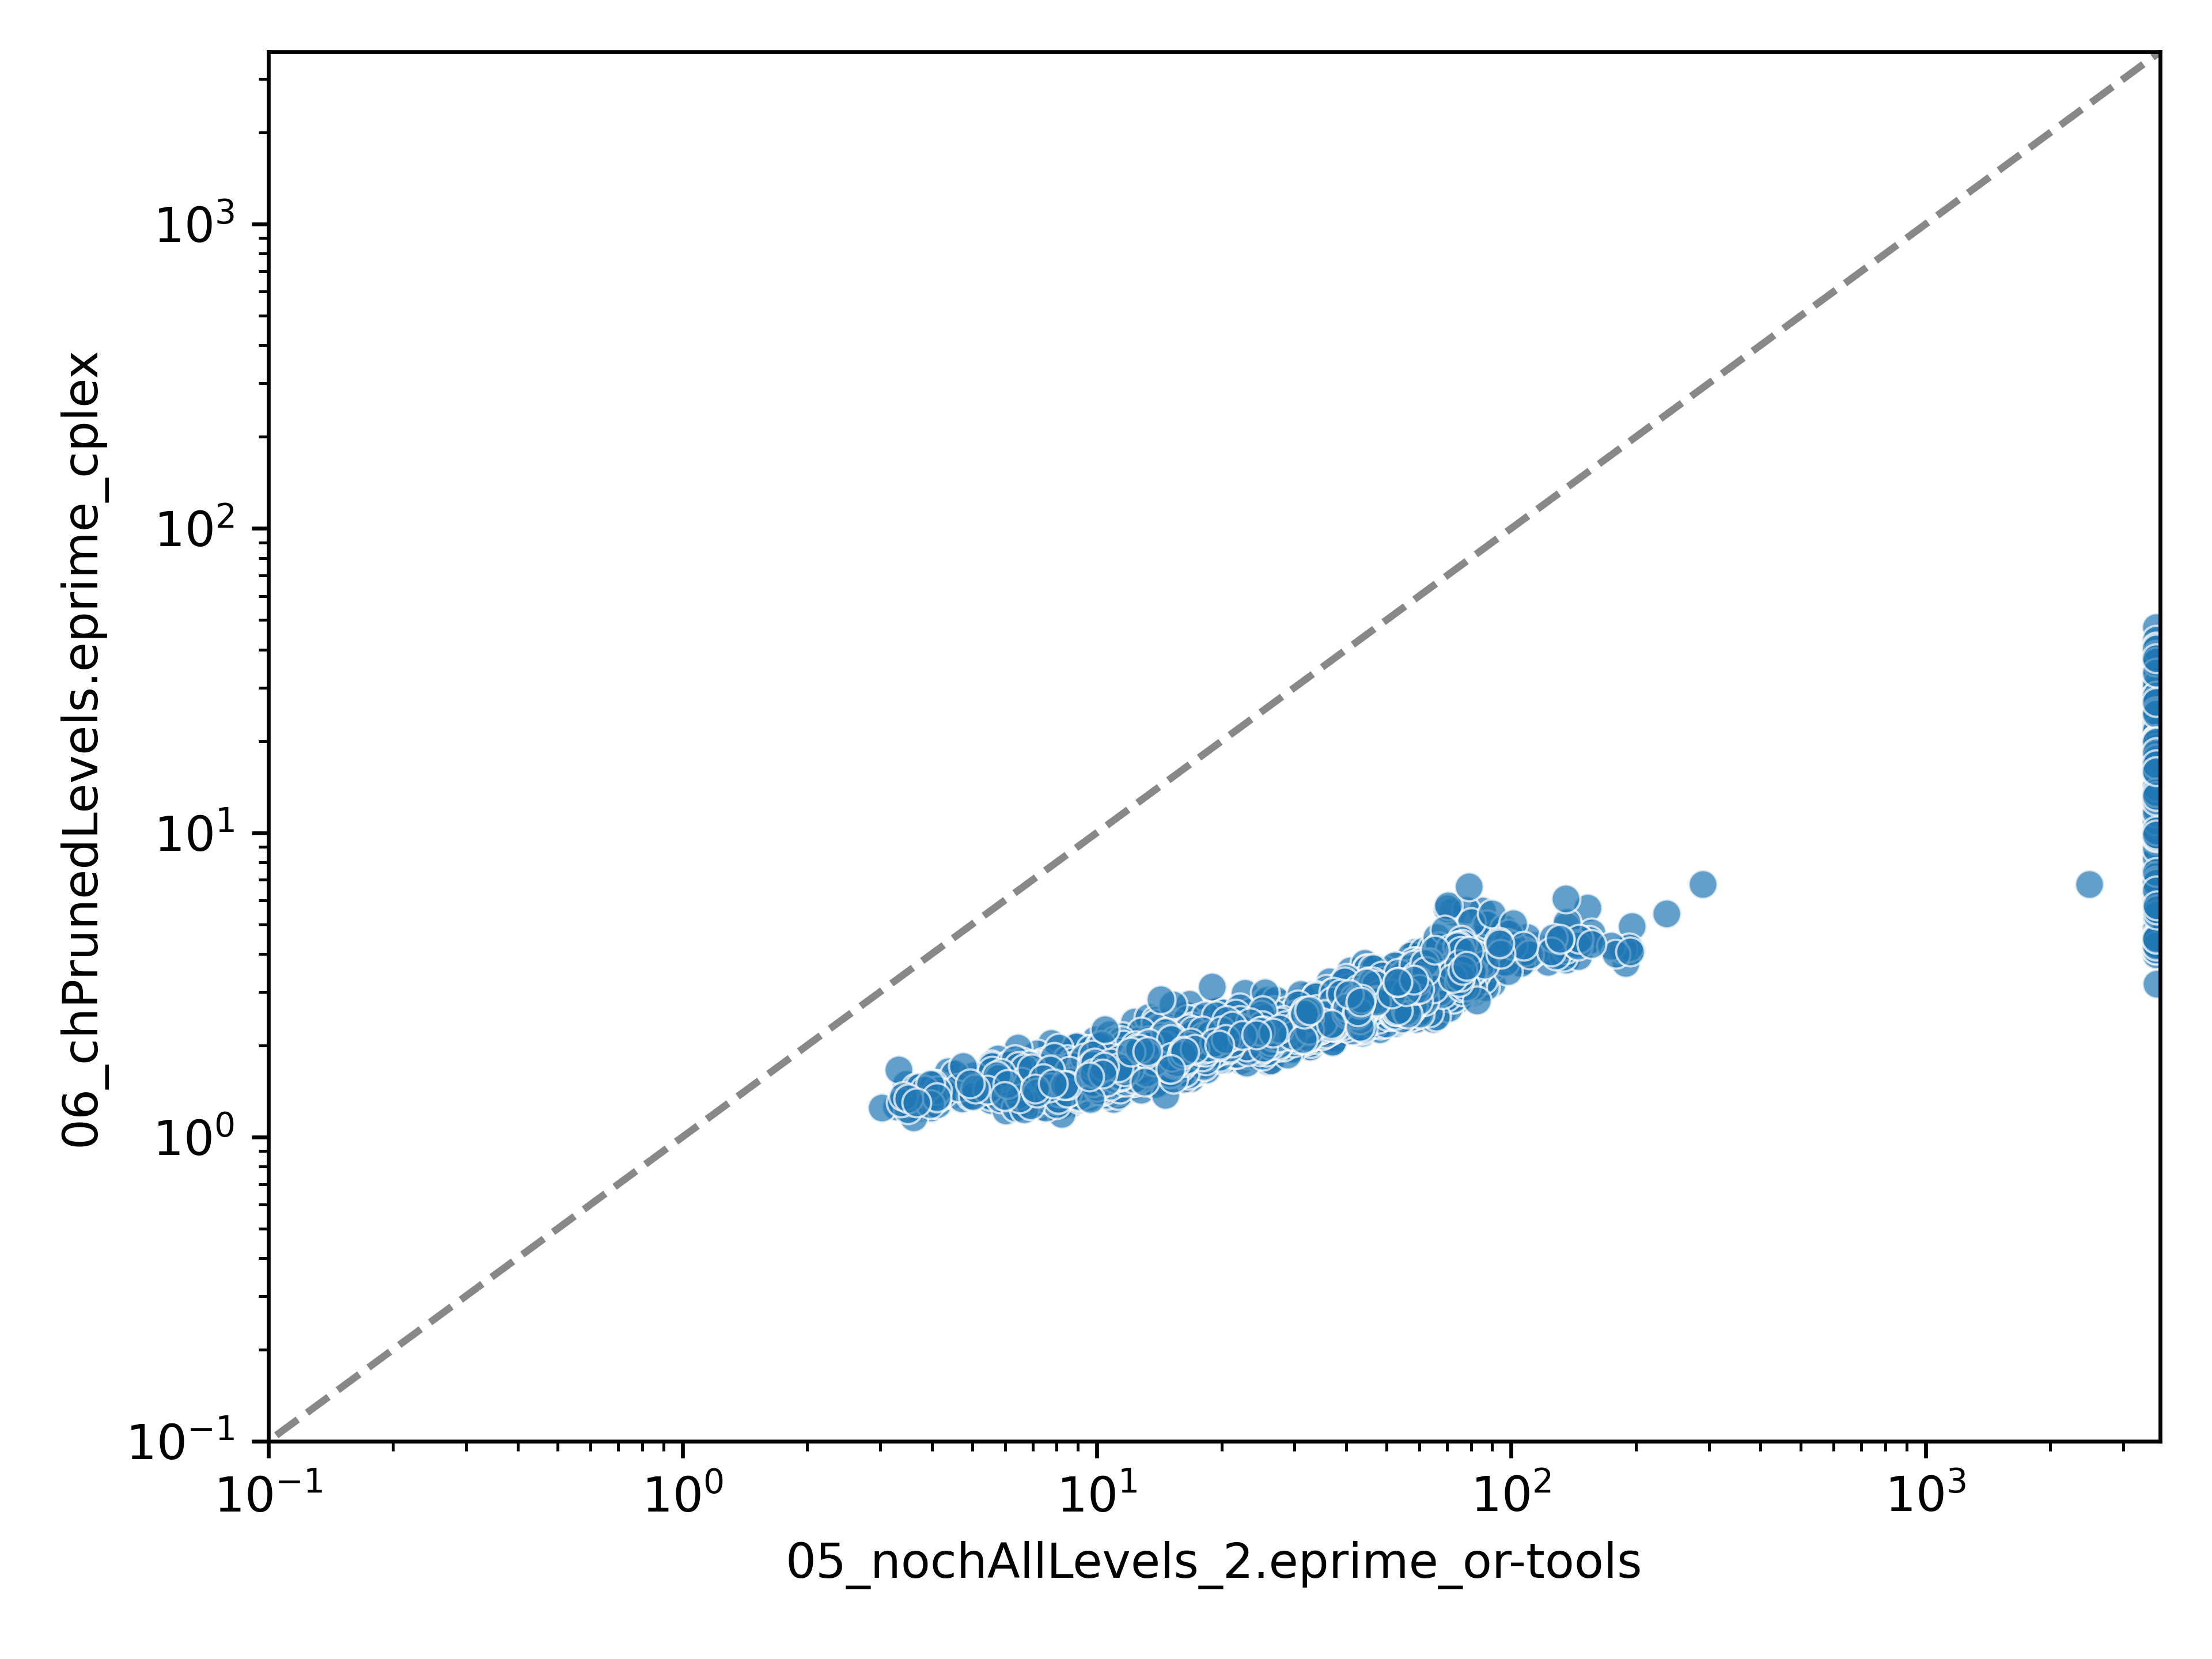 10³
10²
10¹
10⁰
10⁻¹
06_chPrunedLevels.eprime_cplex
10⁻¹ 10⁰ 10¹ 10² 10³
05_nochAllLevels_2.eprime_or-tools